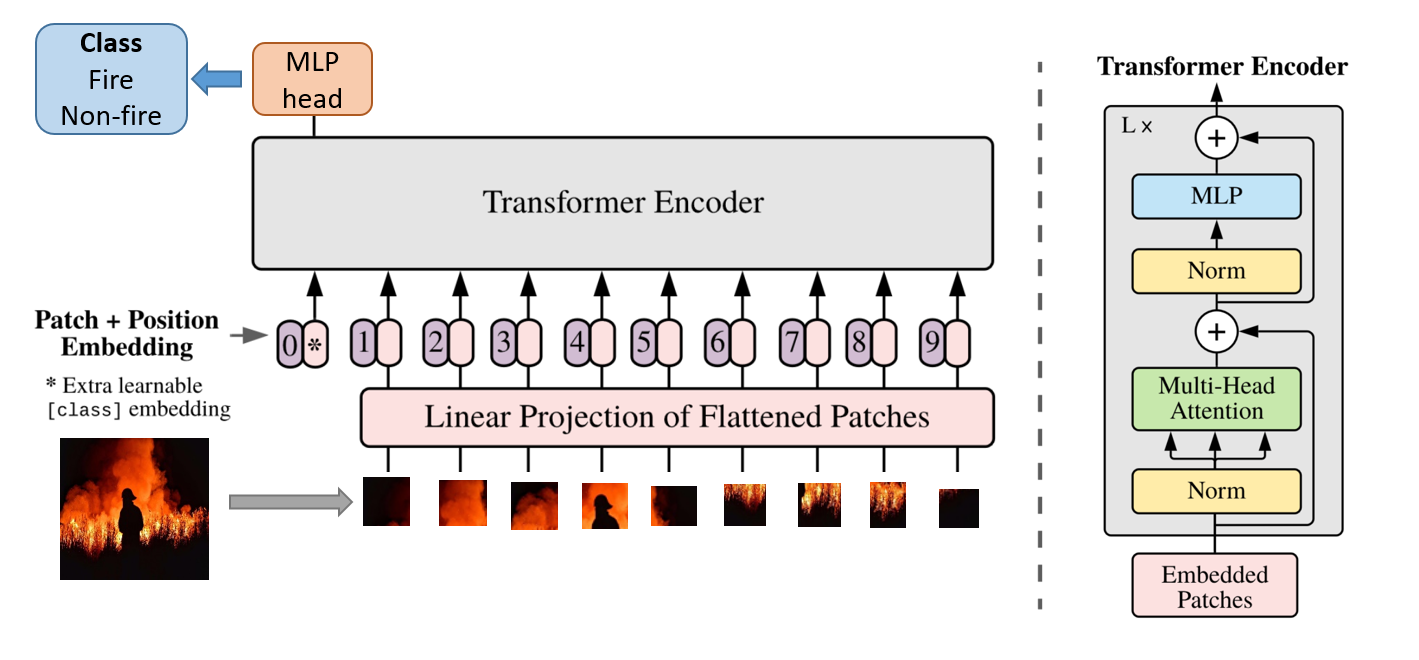 Class
Fire
Non-fire
MLP
head
Transformer Encoder
Patch + Position
Embedding
* Extra learnable
[class] embedding
0 *
1
2
3
4
5
6
7
8
9
Linear Projection of Flattened Patches
Transformer Encoder
L ×
+
MLP
Norm
+
Multi-Head
Attention
Norm
Embedded
Patches